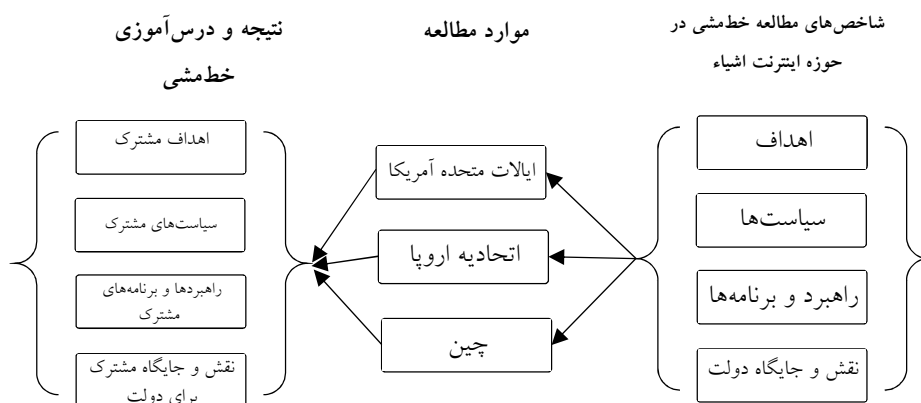 شاخص‌های مطالعه خط‌مشی در
حوزه اینترنت اشیاء
اهداف
سیاست‌ها
راهبرد و برنامه‌ها
نقش و جایگاه دولت
موارد مطالعه
ایالات متحده آمریکا
اتحادیه اروپا
چین
نتیجه و درس‌آموزی
خط‌مشی
اهداف مشترک
سیاست‌های مشترک
راهبردها و برنامه‌های
مشترک
نقش و جایگاه مشترک
برای دولت